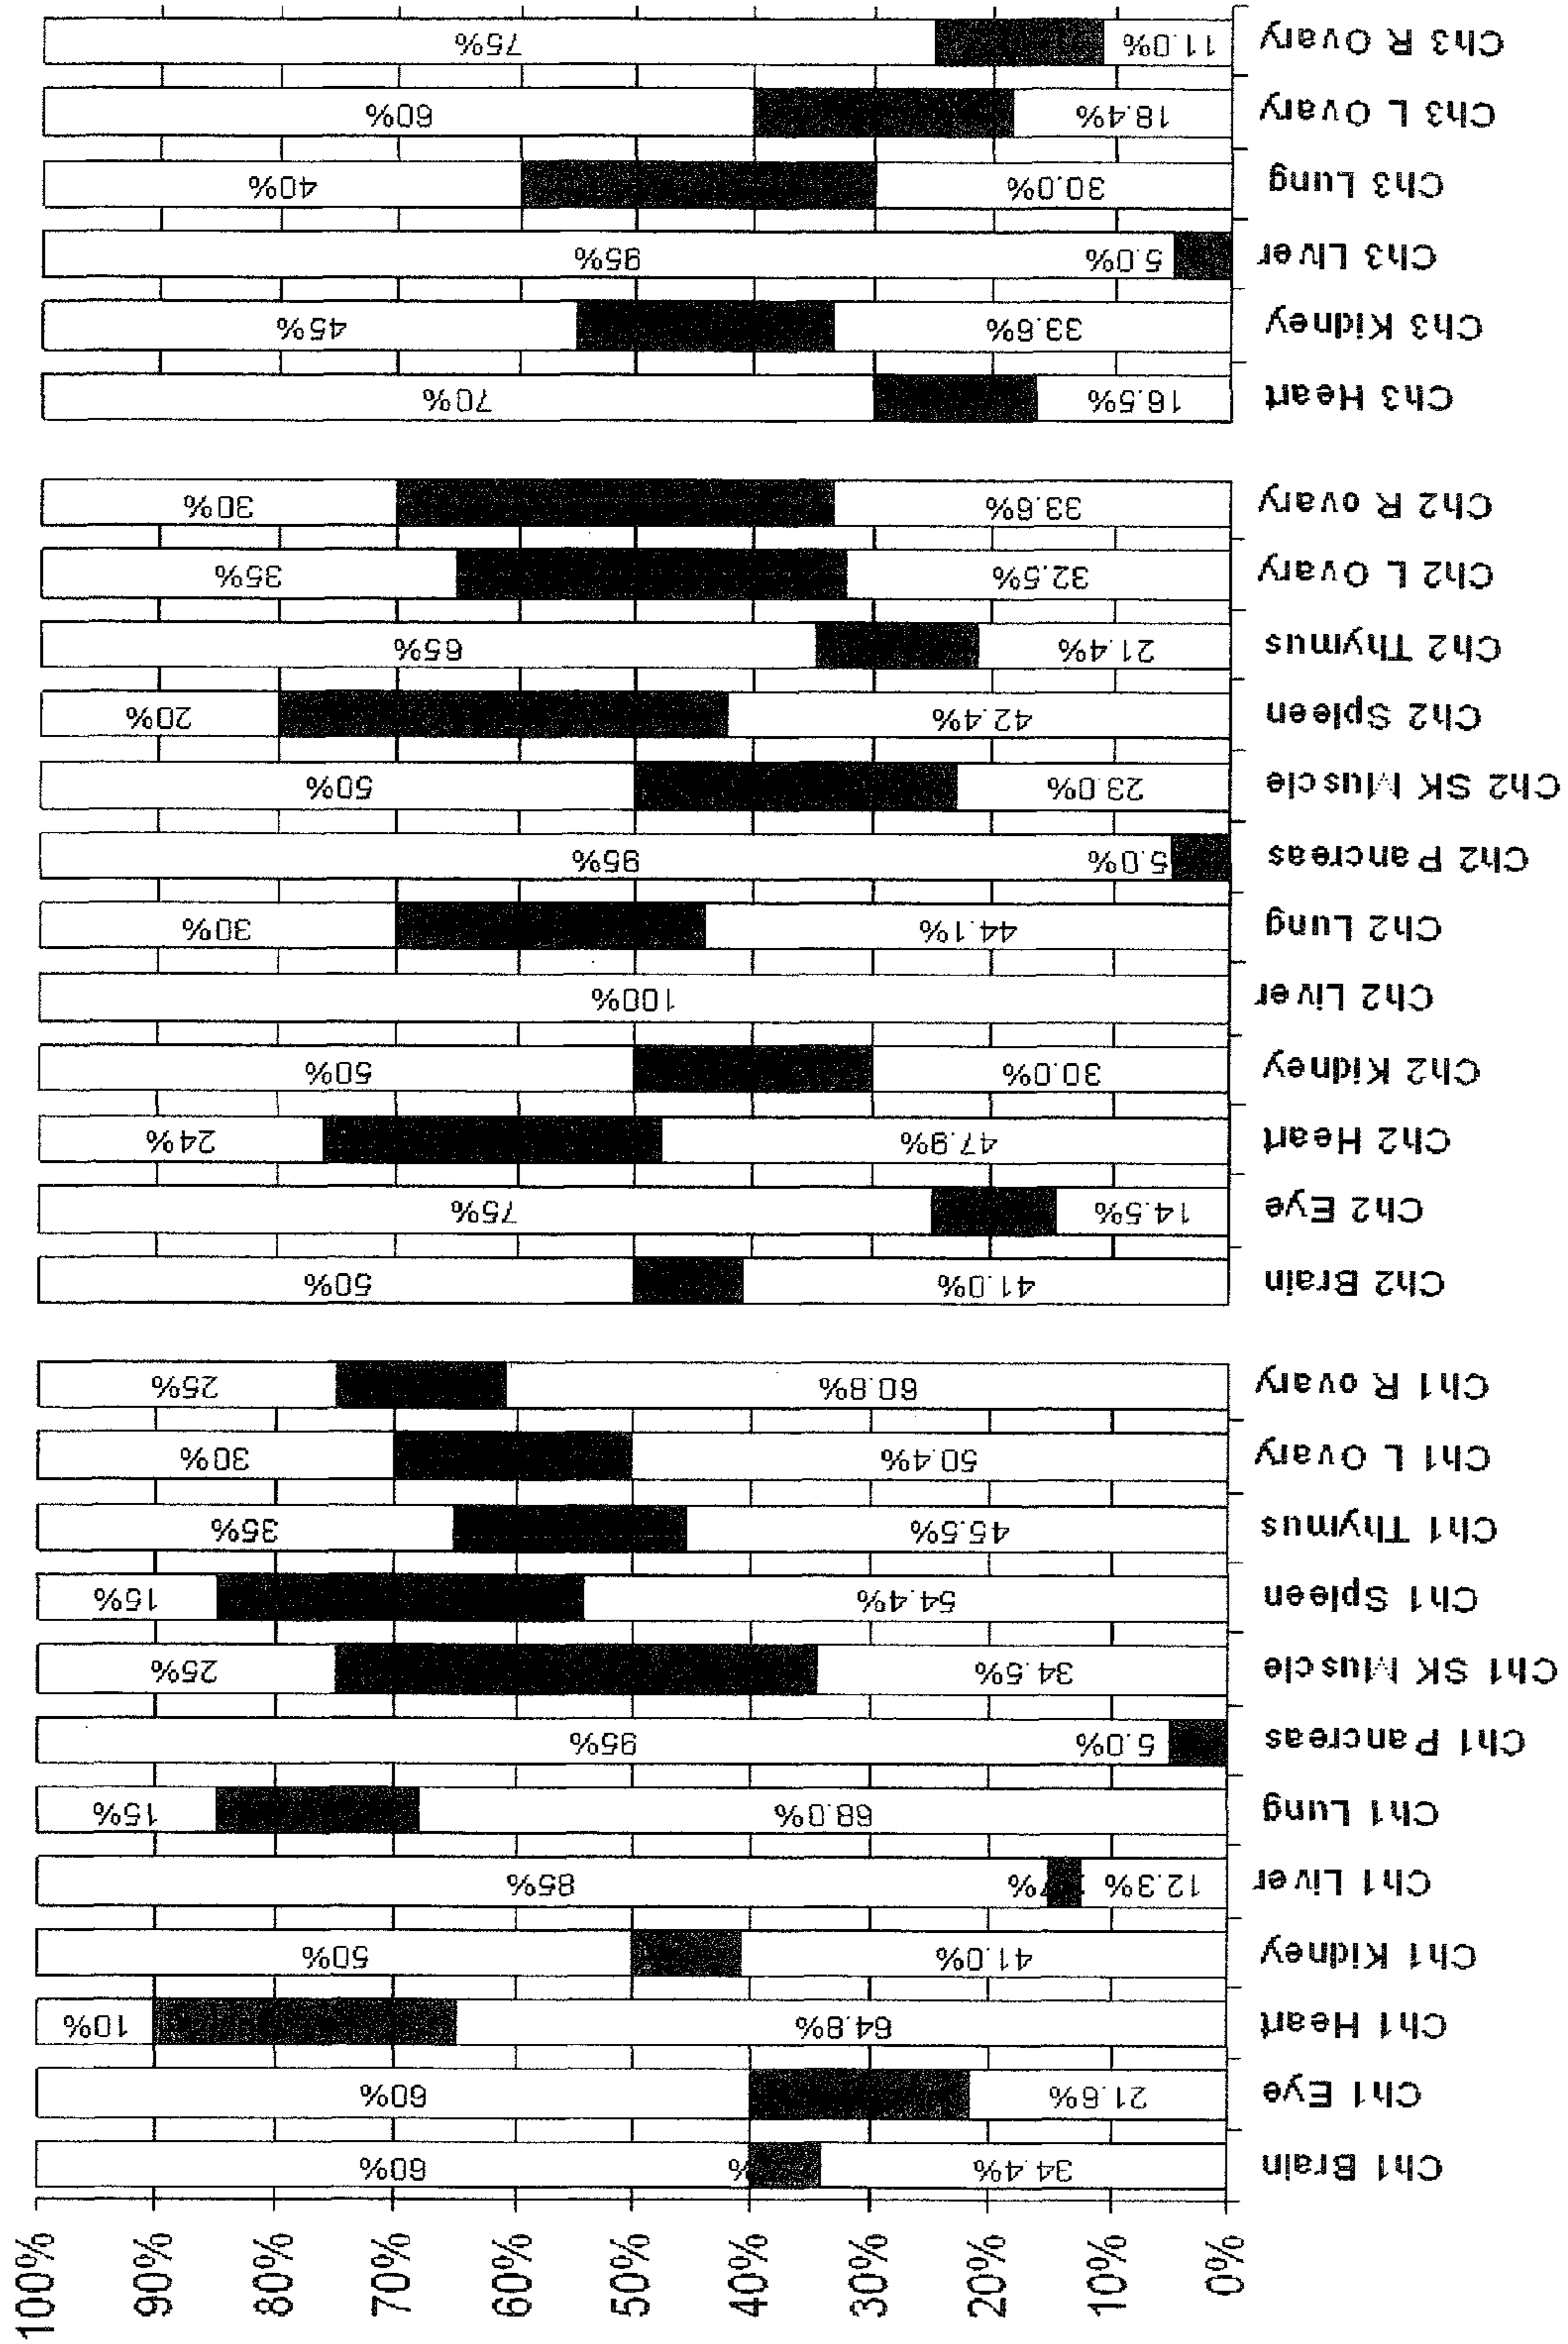 100%
90%
80%
70%
60%
50%
40%
30%
20%
10%
0%
Ch1 Brain 34.4% % 60%
Ch1 Eye 21.6% 60%
Ch1 Heart 64.8% 10%
Ch1 Kidney 41.0% 50%
Ch1 Liver 12.3% 85%
Ch1 Lung 68.0% 15%
Ch1 Pancreas 5.0% 95%
Ch1 SK Muscle 34.5% 25%
Ch1 Spleen 54.4% 15%
Ch1 Thymus 45.5% 35%
Ch1 L Ovary 50.4% 30%
Ch1 R ovary 60.8% 25%
Ch2 Brain 41.0% 50%
Ch2 Eye 14.5% 75%
Ch2 Heart 47.9% 24%
Ch2 Kidney 30.0% 50%
Ch2 Liver 100%
Ch2 Lung 44.1% 30%
Ch2 Pancreas 5.0% 95%
Ch2 SK Muscle 23.0% 50%
Ch2 Spleen 42.4% 20%
Ch2 Thymus 21.4% 65%
Ch2 L Ovary 32.5% 35%
Ch2 R ovary 33.6% 30%
Ch3 Heart 16.5% 70%
Ch3 Kidney 33.6% 45%
Ch3 Liver 5.0% 95%
Ch3 Lung 30.0% 40%
Ch3 L Ovary 18.4% 60%
Ch3 R Ovary 11.0% 75%